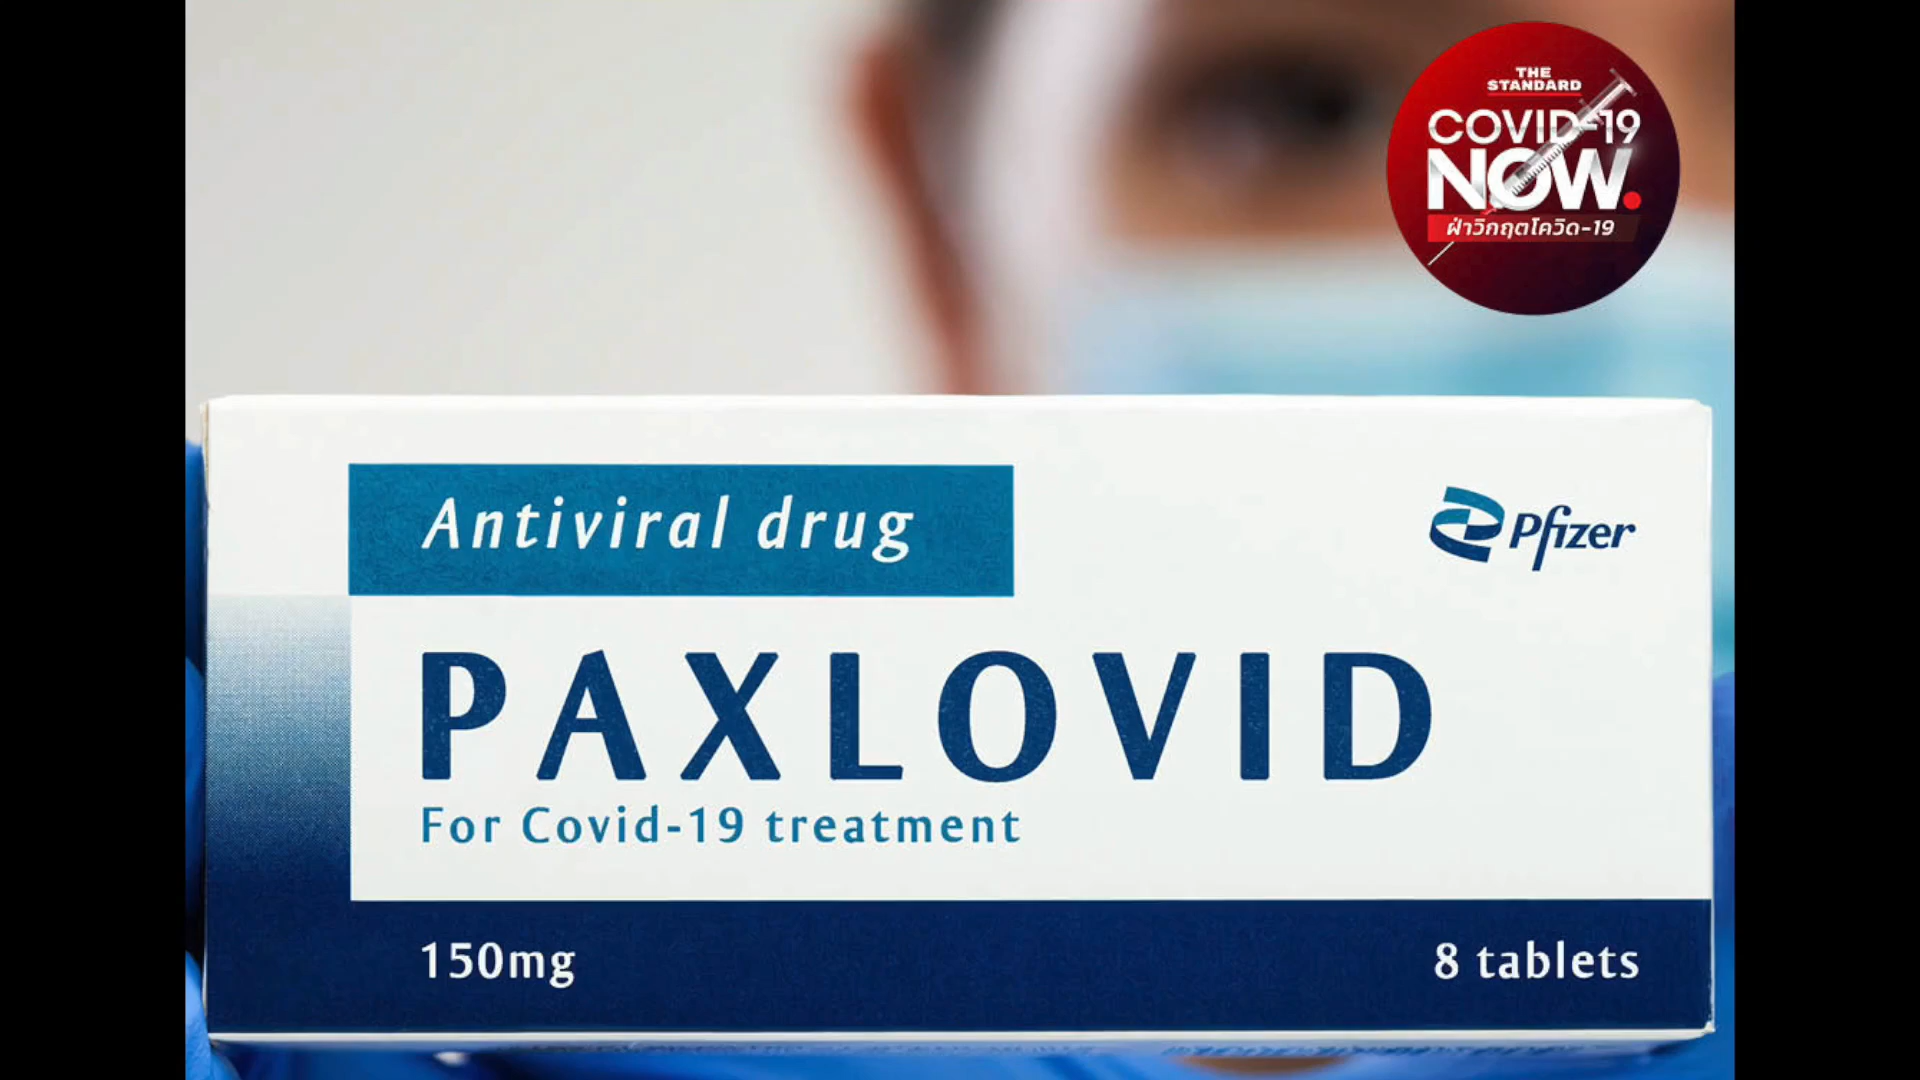 THE
STANDARD
COVID-19
NOW.
ฝ่าวิกฤตโควิด-19
Antiviral drug
Pfizer
PAXLOVID
For Covid-19 treatment
150mg
8 tablets